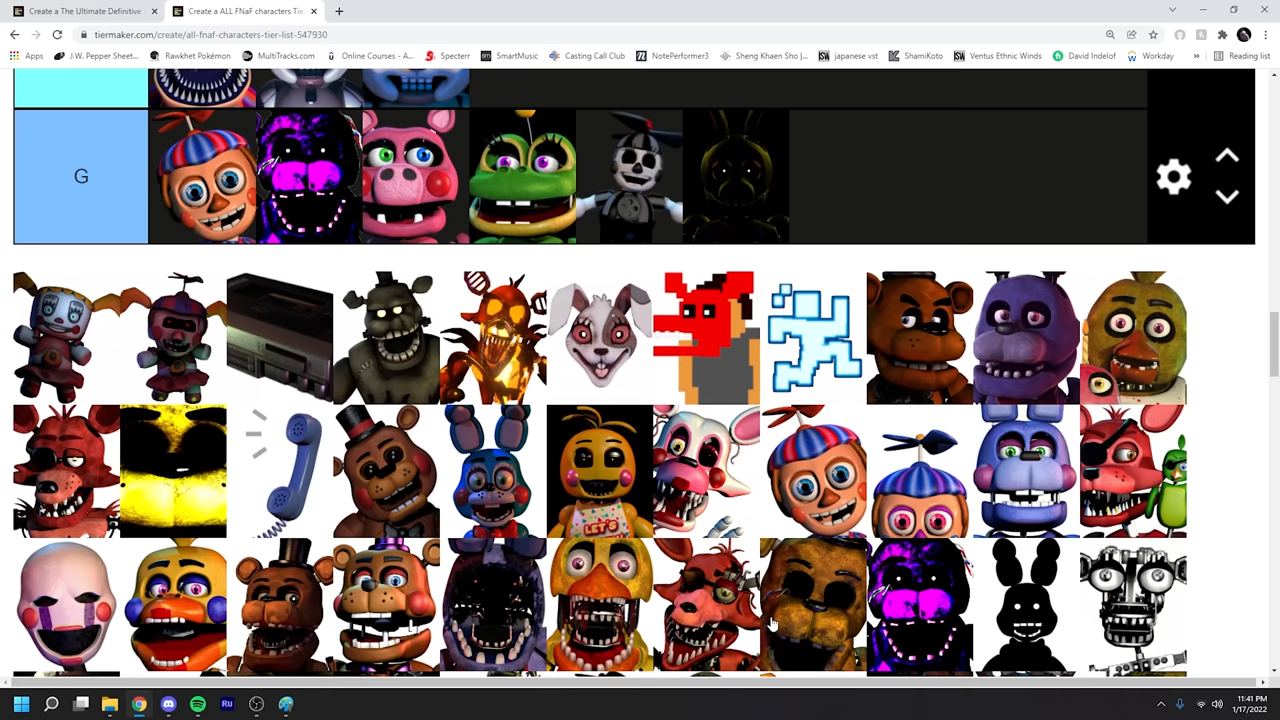 Create a The Ultimate Definitive
Create a ALL FNaF characters Tier
tiermaker.com/create/all-fnaf-characters-tier-list-547930
Apps
J.W. Pepper Sheet...
Rawkhet Pokémon
MultiTracks.com
Online Courses - A...
Specterr
SmartMusic
Casting Call Club
NotePerformer3
Sheng Khaen Sho |...
japanese vst
ShamiKoto
Ventus Ethnic Winds
David Indelof
Workday
»
Reading list
G
LET'S
Ru
11:41 PM
1/17/2022